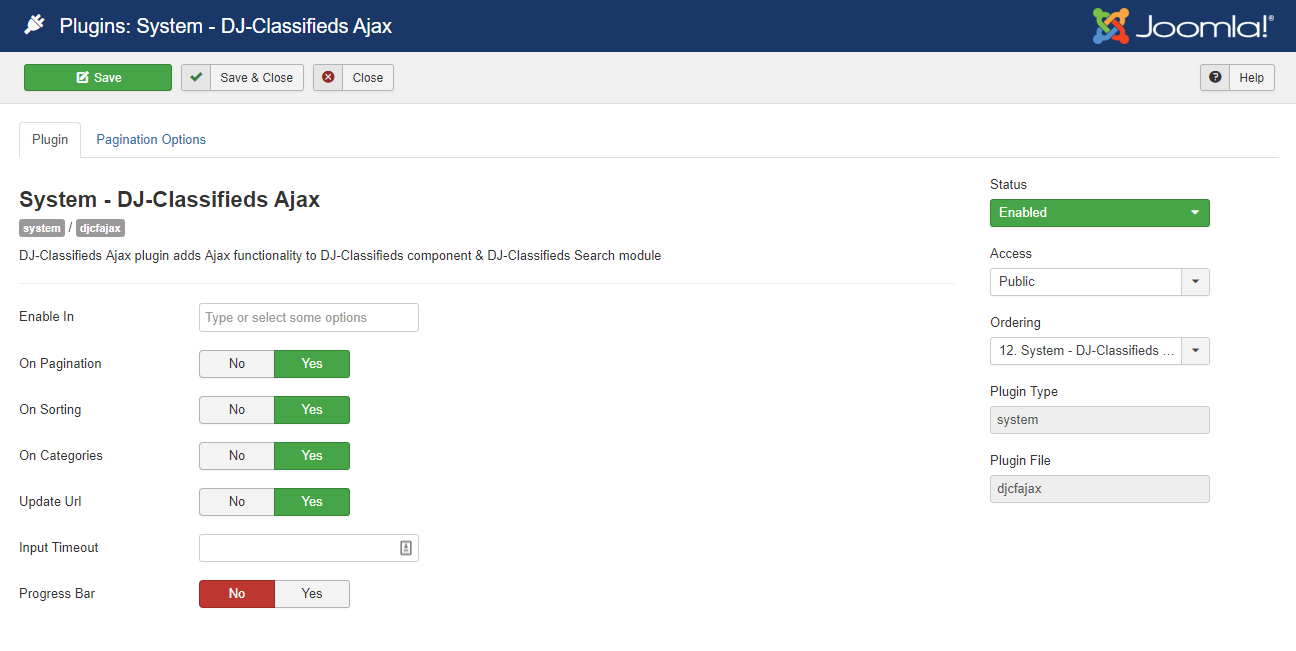 Plugins: System - DJ-Classifieds Ajax
Joomla!®
Save
Save & Close
Close
Help
Plugin
Pagination Options
System - DJ-Classifieds Ajax
system / djcfajax
DJ-Classifieds Ajax plugin adds Ajax functionality to DJ-Classifieds component & DJ-Classifieds Search module
Enable In
Type or select some options
On Pagination
No
Yes
On Sorting
No
Yes
On Categories
No
Yes
Update Url
No
Yes
Input Timeout
Progress Bar
No
Yes
Status
Enabled
Access
Public
Ordering
12. System - DJ-Classifieds ...
Plugin Type
system
Plugin File
djcfajax